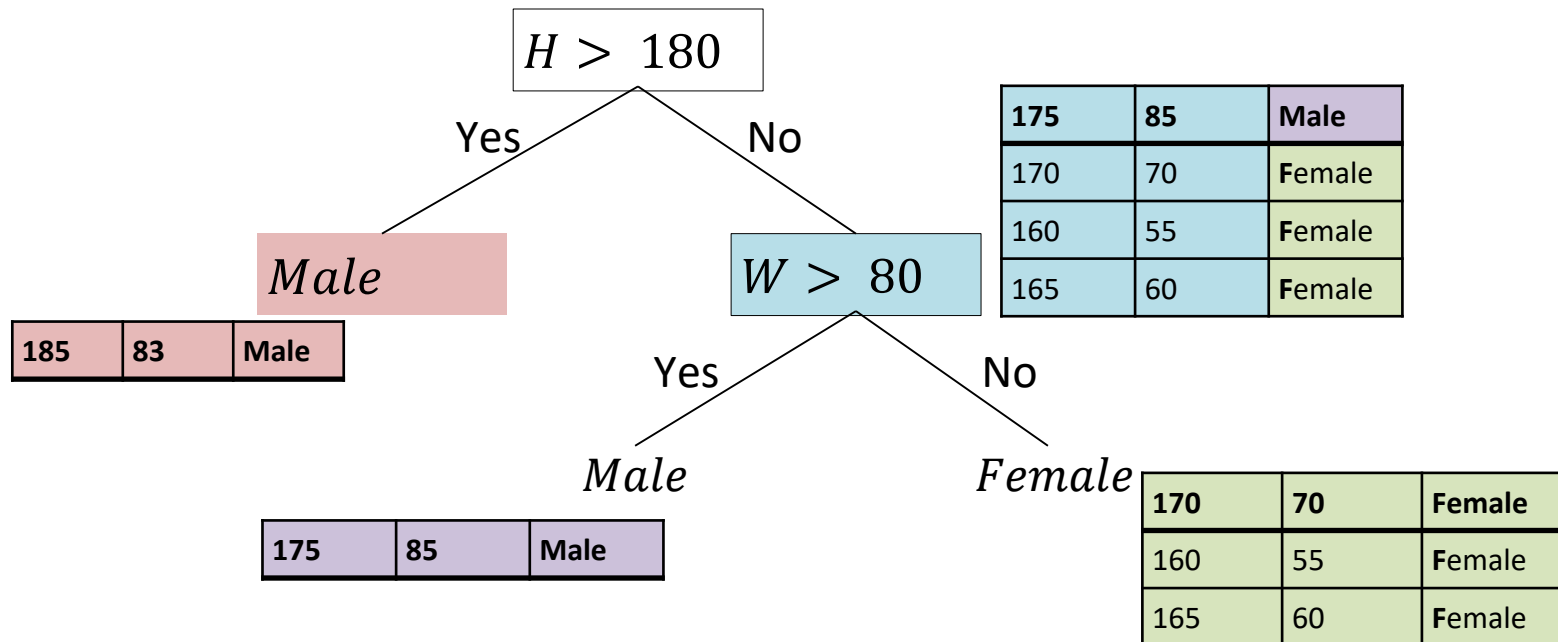 H > 180
Yes No
175 85 Male
170 70 Female
160 55 Female
165 60 Female
Male
W > 80
185 83 Male
Yes No
Male
Female
175 85 Male
170 70 Female
160 55 Female
165 60 Female